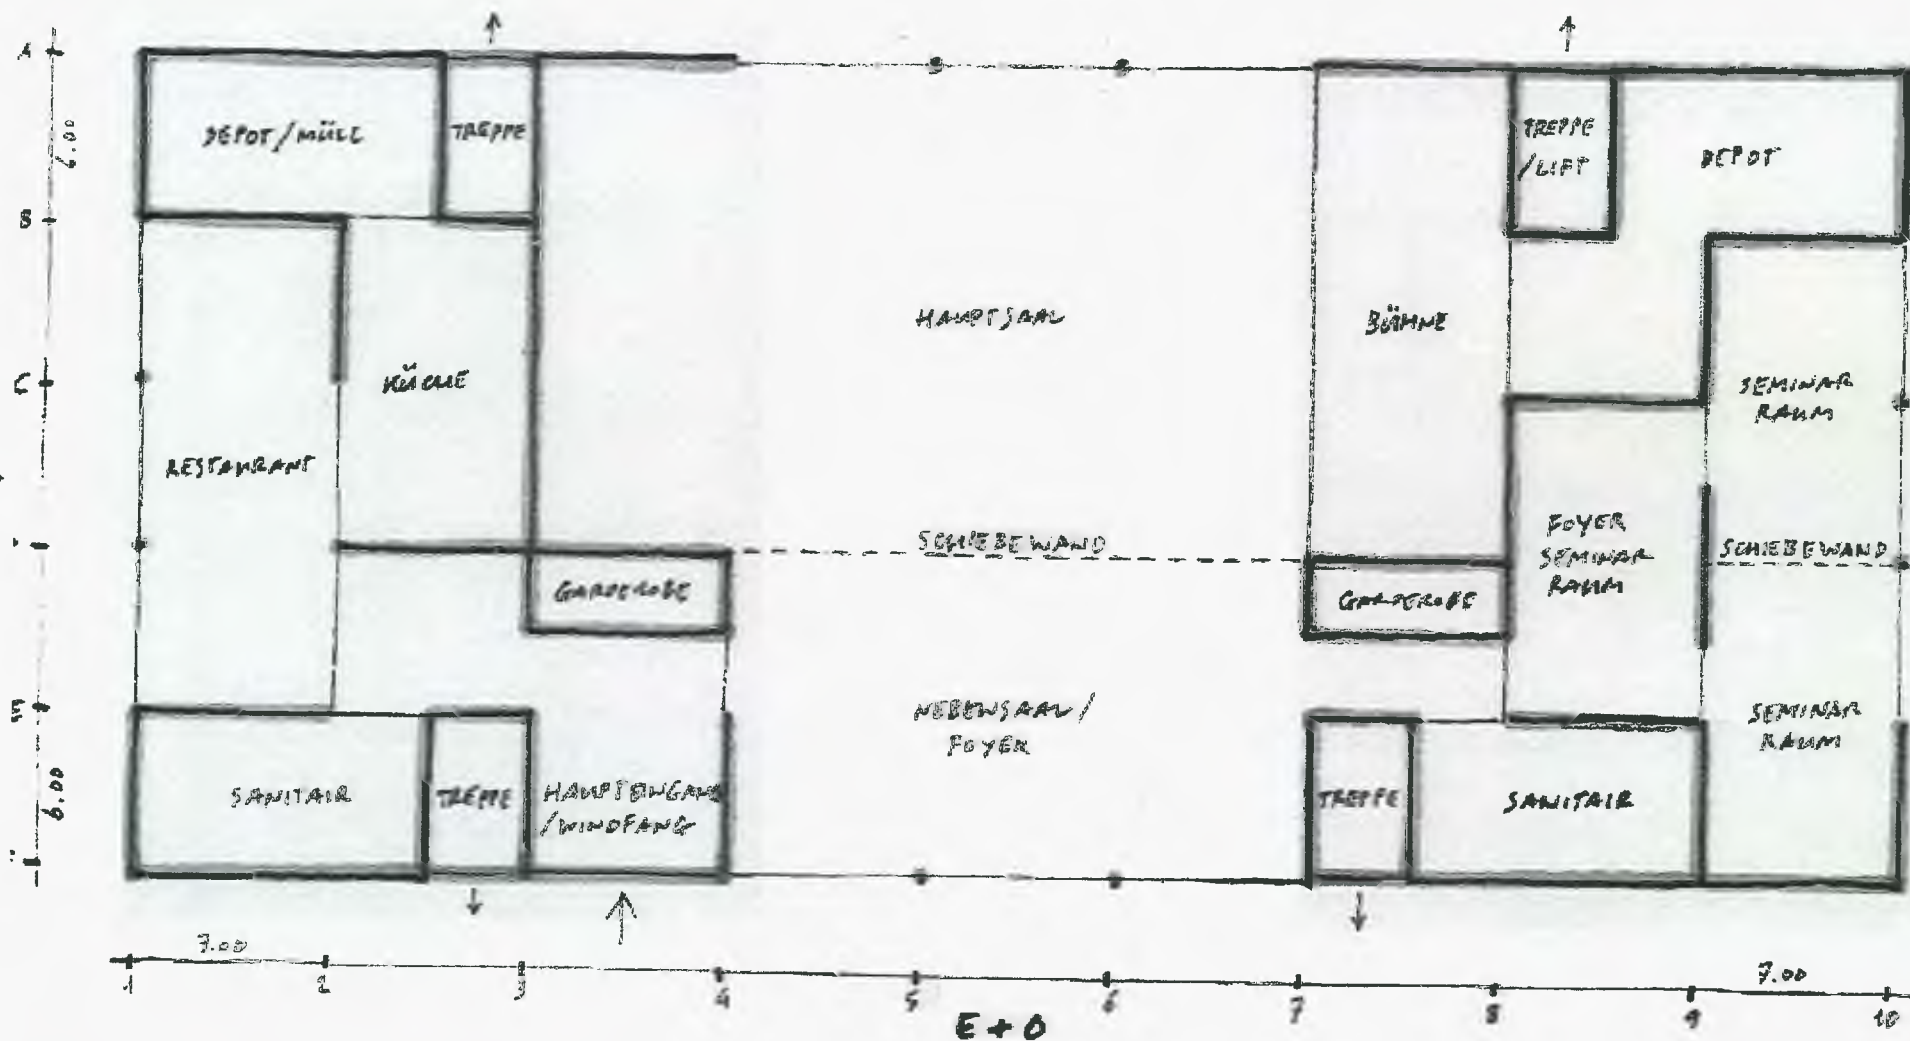 A
DEPOT/MÜLL
TREPPE
TREPPE
/LIFT
DEPOT
6.00
B
HAUPTSAAL
BÜHNE
C
KÜCHE
SEMINAR
RAUM
RESTAURANT
FOYER
SEMINAR
RAUM
SCHIEBEWAND
SCHIEBEWAND
GARDEROBE
GARDEROBE
E
NEBENSAAL/
FOYER
SEMINAR
RAUM
6.00
SANITAIR
TREPPE
HAUPTEINGANG
/WINDFANG
TREPPE
SANITAIR
7.00
7.00
1
2
3
4
5
6
7
8
9
10
E+0